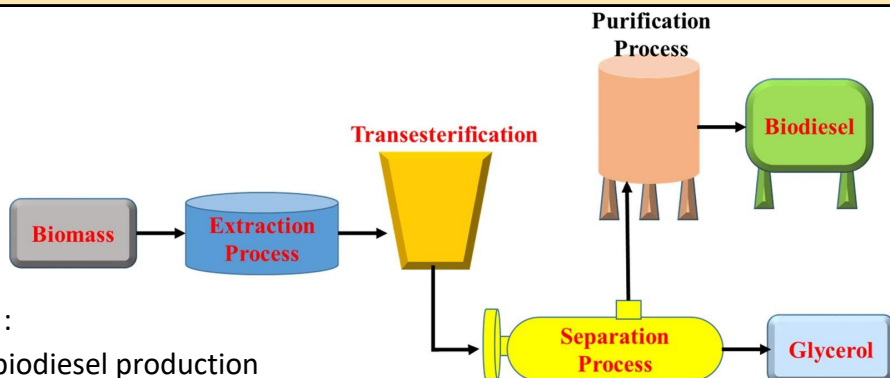 Purification
Process
Biodiesel
Transesterification
Biomass
Extraction
Process
:
biodiesel production
Separation
Process
Glycerol